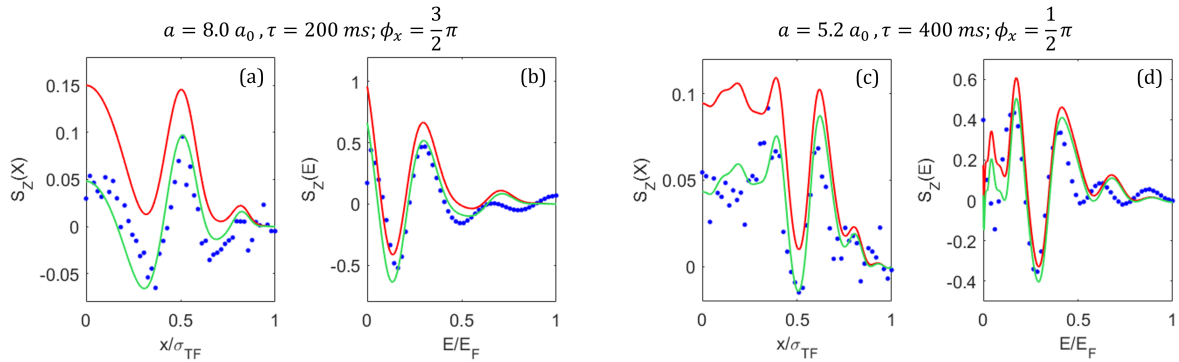 a = 8.0 a₀ , τ = 200 ms; ϕₓ = 3/2 π
a = 5.2 a₀ , τ = 400 ms; ϕₓ = 1/2 π
(a)
S_Z(X)
0.15
0.1
0.05
0
-0.05
0 0.5 1
x/σ_TF
(b)
S_Z(E)
1
0.5
0
-0.5
0 0.5 1
E/E_F
(c)
S_Z(X)
0.1
0.05
0
0 0.5 1
x/σ_TF
(d)
S_Z(E)
0.6
0.4
0.2
0
-0.2
-0.4
0 0.5 1
E/E_F